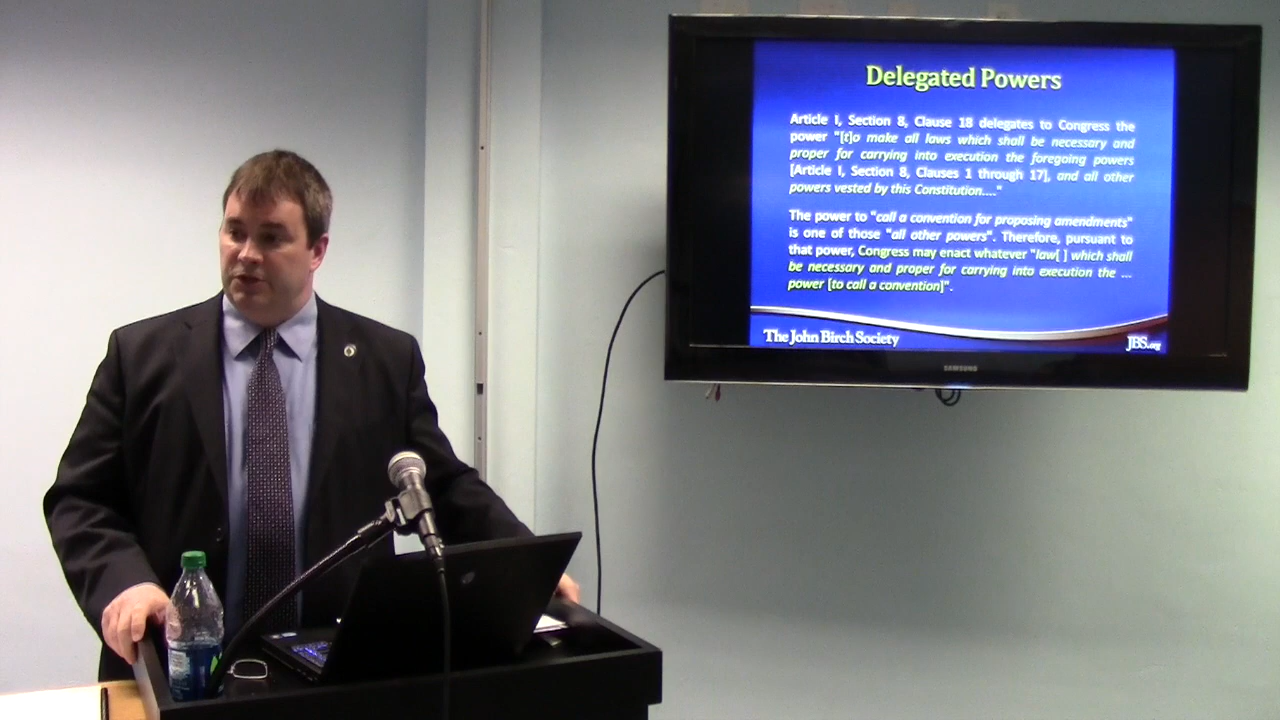 Delegated Powers
Article I, Section 8, Clause 18 delegates to Congress the
power "[t]o make all laws which shall be necessary and
proper for carrying into execution the foregoing powers
[Article I, Section 8, Clauses 1 through 17], and all other
powers vested by this Constitution...."
The power to "call a convention for proposing amendments"
is one of those "all other powers". Therefore, pursuant to
that power, Congress may enact whatever "law[ ] which shall
be necessary and proper for carrying into execution the ...
power [to call a convention]".
The John Birch Society
JBS.org
SAMSUNG